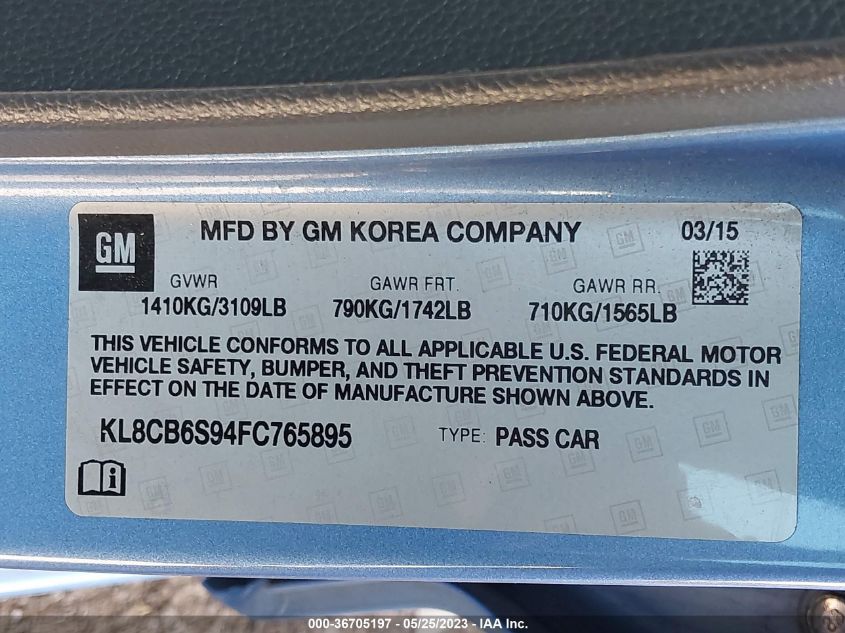 GM
MFD BY GM KOREA COMPANY 03/15
GVWR GAWR FRT. GAWR RR.
1410KG/3109LB 790KG/1742LB 710KG/1565LB
THIS VEHICLE CONFORMS TO ALL APPLICABLE U.S. FEDERAL MOTOR
VEHICLE SAFETY, BUMPER, AND THEFT PREVENTION STANDARDS IN
EFFECT ON THE DATE OF MANUFACTURE SHOWN ABOVE.
KL8CB6S94FC765895 TYPE: PASS CAR
000-36705197 - 05/25/2023 - IAA Inc.